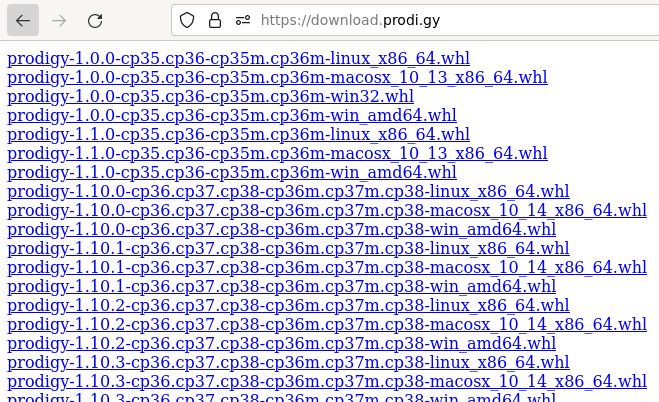 https://download.prodi.gy
prodigy-1.0.0-cp35.cp36-cp35m.cp36m-linux_x86_64.whl
prodigy-1.0.0-cp35.cp36-cp35m.cp36m-macosx_10_13_x86_64.whl
prodigy-1.0.0-cp35.cp36-cp35m.cp36m-win32.whl
prodigy-1.0.0-cp35.cp36-cp35m.cp36m-win_amd64.whl
prodigy-1.1.0-cp35.cp36-cp35m.cp36m-linux_x86_64.whl
prodigy-1.1.0-cp35.cp36-cp35m.cp36m-macosx_10_13_x86_64.whl
prodigy-1.1.0-cp35.cp36-cp35m.cp36m-win_amd64.whl
prodigy-1.10.0-cp36.cp37.cp38-cp36m.cp37m.cp38-linux_x86_64.whl
prodigy-1.10.0-cp36.cp37.cp38-cp36m.cp37m.cp38-macosx_10_14_x86_64.whl
prodigy-1.10.0-cp36.cp37.cp38-cp36m.cp37m.cp38-win_amd64.whl
prodigy-1.10.1-cp36.cp37.cp38-cp36m.cp37m.cp38-linux_x86_64.whl
prodigy-1.10.1-cp36.cp37.cp38-cp36m.cp37m.cp38-macosx_10_14_x86_64.whl
prodigy-1.10.1-cp36.cp37.cp38-cp36m.cp37m.cp38-win_amd64.whl
prodigy-1.10.2-cp36.cp37.cp38-cp36m.cp37m.cp38-linux_x86_64.whl
prodigy-1.10.2-cp36.cp37.cp38-cp36m.cp37m.cp38-macosx_10_14_x86_64.whl
prodigy-1.10.2-cp36.cp37.cp38-cp36m.cp37m.cp38-win_amd64.whl
prodigy-1.10.3-cp36.cp37.cp38-cp36m.cp37m.cp38-linux_x86_64.whl
prodigy-1.10.3-cp36.cp37.cp38-cp36m.cp37m.cp38-macosx_10_14_x86_64.whl
prodigy-1.10.3-cp36.cp37.cp38-cp36m.cp37m.cp38-win_amd64.whl